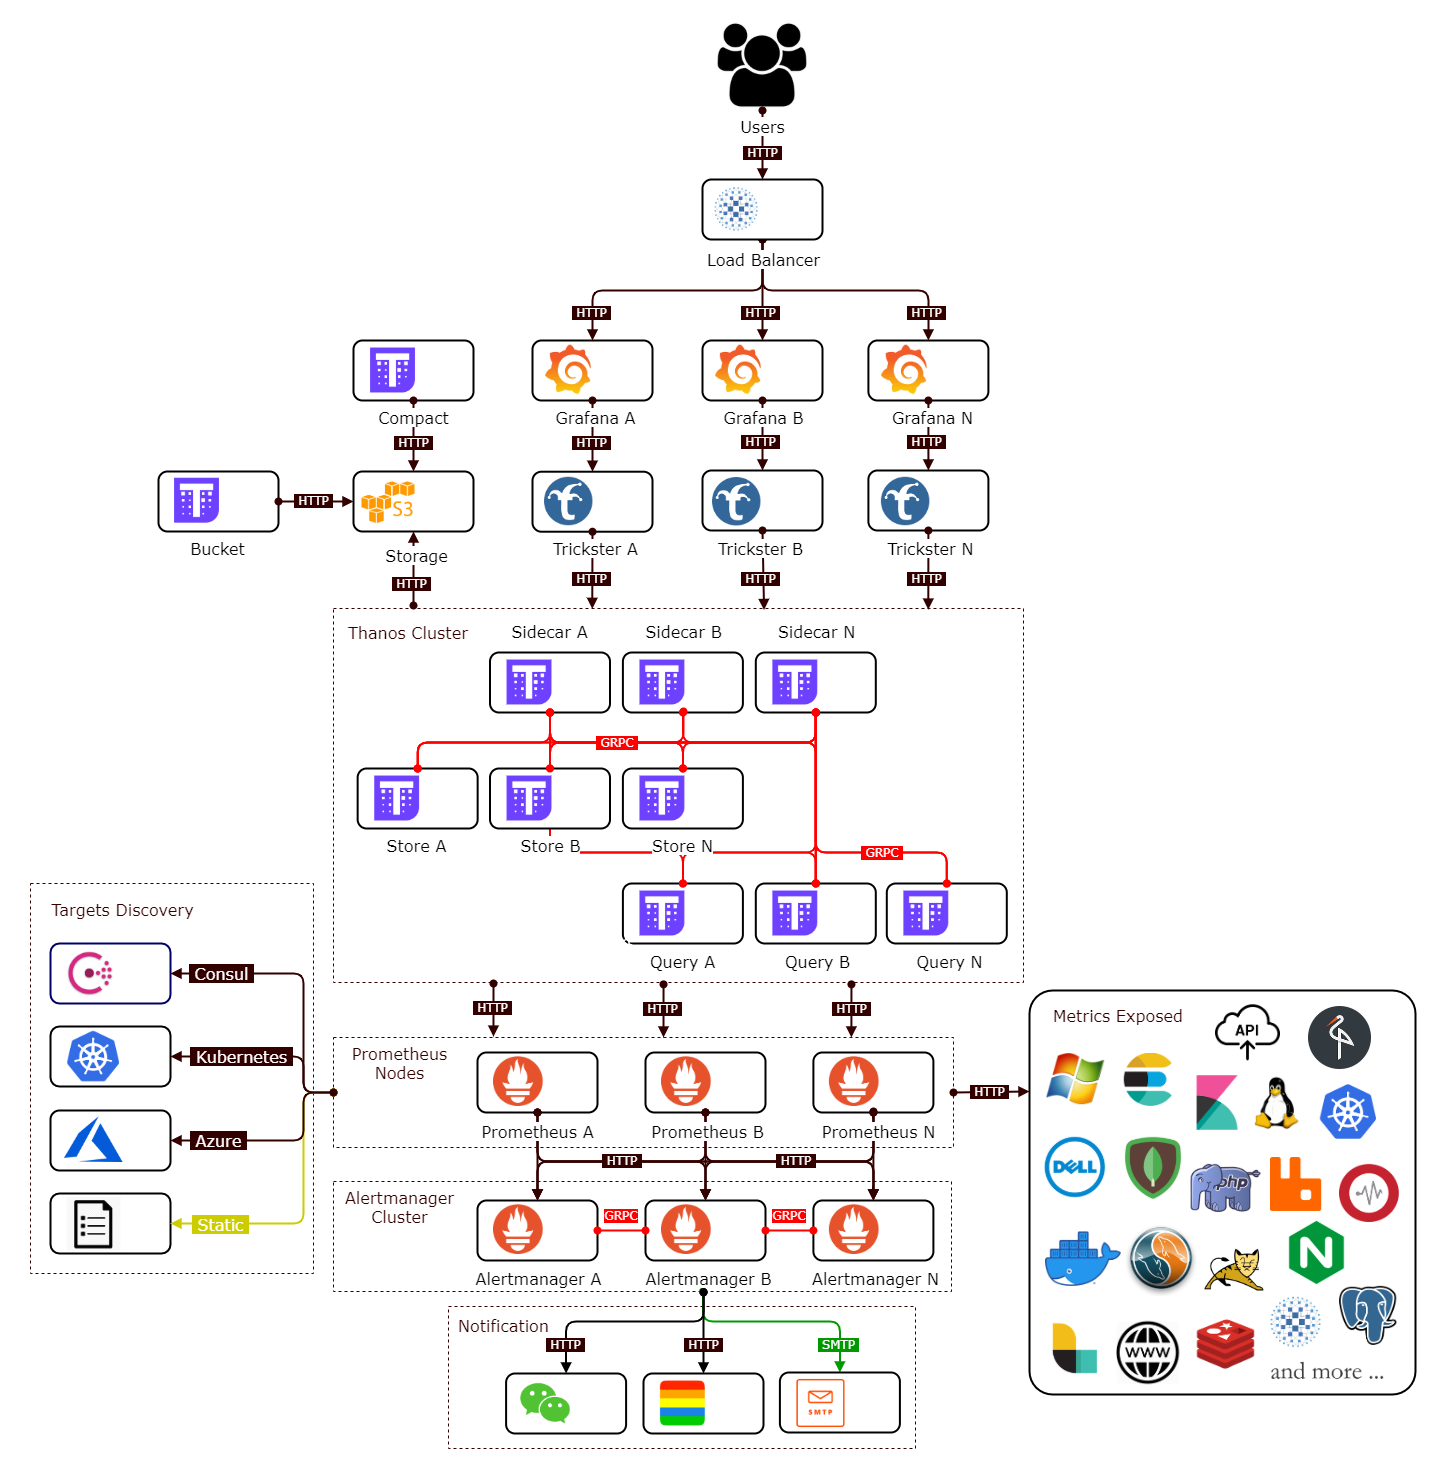 Users
HTTP
Load Balancer
HTTP
HTTP
HTTP
Compact
Grafana A
Grafana B
Grafana N
HTTP
HTTP
HTTP
HTTP
HTTP
S3
Bucket
Storage
Trickster A
Trickster B
Trickster N
HTTP
HTTP
HTTP
HTTP
Thanos Cluster
Sidecar A
Sidecar B
Sidecar N
GRPC
Store A
Store B
Store N
GRPC
Query A
Query B
Query N
Targets Discovery
Consul
Kubernetes
Azure
Static
HTTP
HTTP
HTTP
Prometheus
Nodes
Prometheus A
Prometheus B
Prometheus N
HTTP
HTTP
HTTP
Alertmanager
Cluster
GRPC
GRPC
Alertmanager A
Alertmanager B
Alertmanager N
Notification
HTTP
HTTP
SMTP
SMTP
Metrics Exposed
API
DELL
php
N
WWW
and more ...